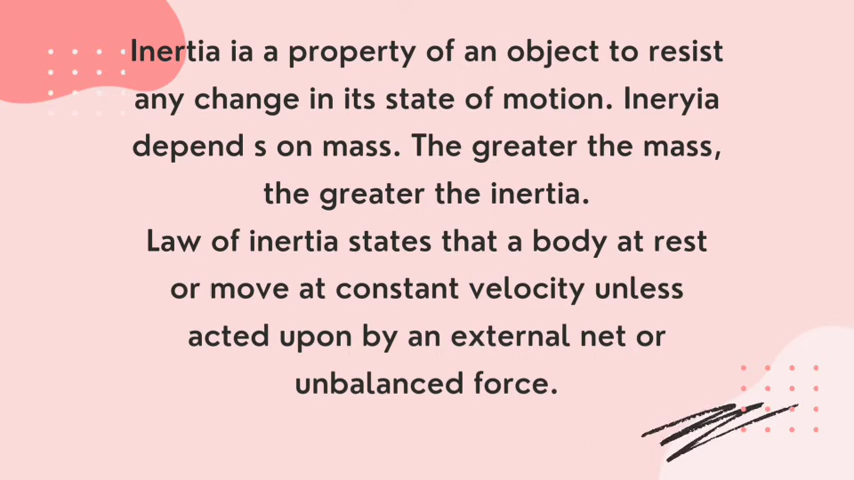 Inertia ia a property of an object to resist
any change in its state of motion. Ineryia
depend s on mass. The greater the mass,
the greater the inertia.
Law of inertia states that a body at rest
or move at constant velocity unless
acted upon by an external net or
unbalanced force.